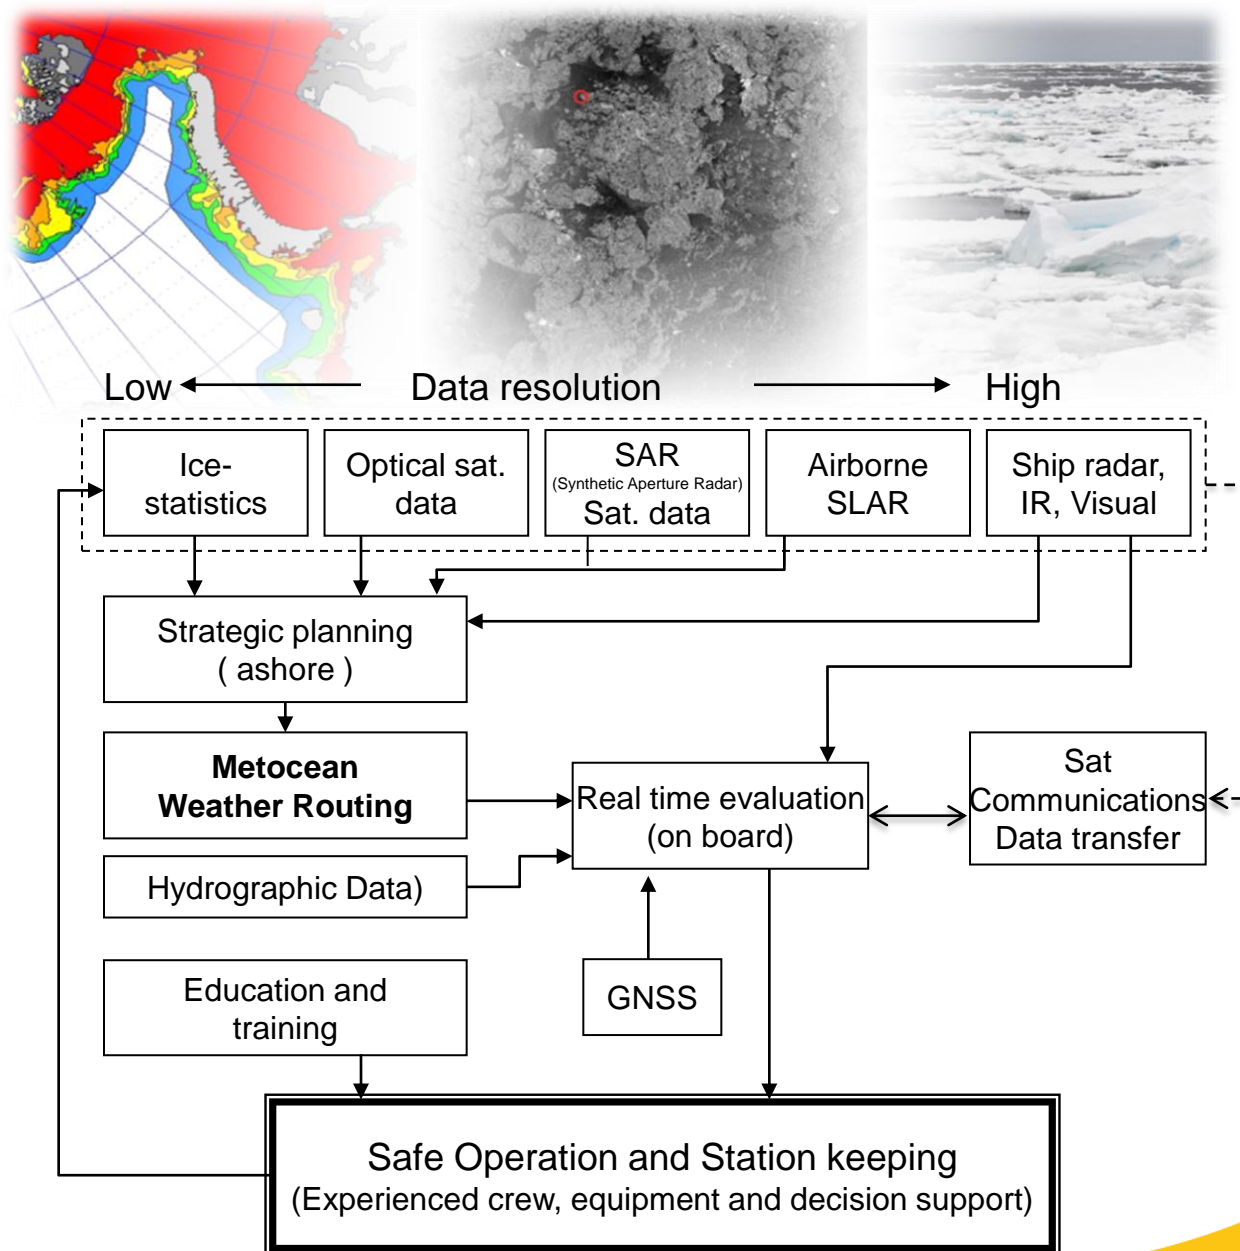 Low Data resolution High
Ice-
statistics
Optical sat.
data
SAR
(Synthetic Aperture Radar)
Sat. data
Airborne
SLAR
Ship radar,
IR, Visual
Strategic planning
( ashore )
Metocean
Weather Routing
Real time evaluation
(on board)
Sat
Communications
Data transfer
Hydrographic Data)
Education and
training
GNSS
Safe Operation and Station keeping
(Experienced crew, equipment and decision support)